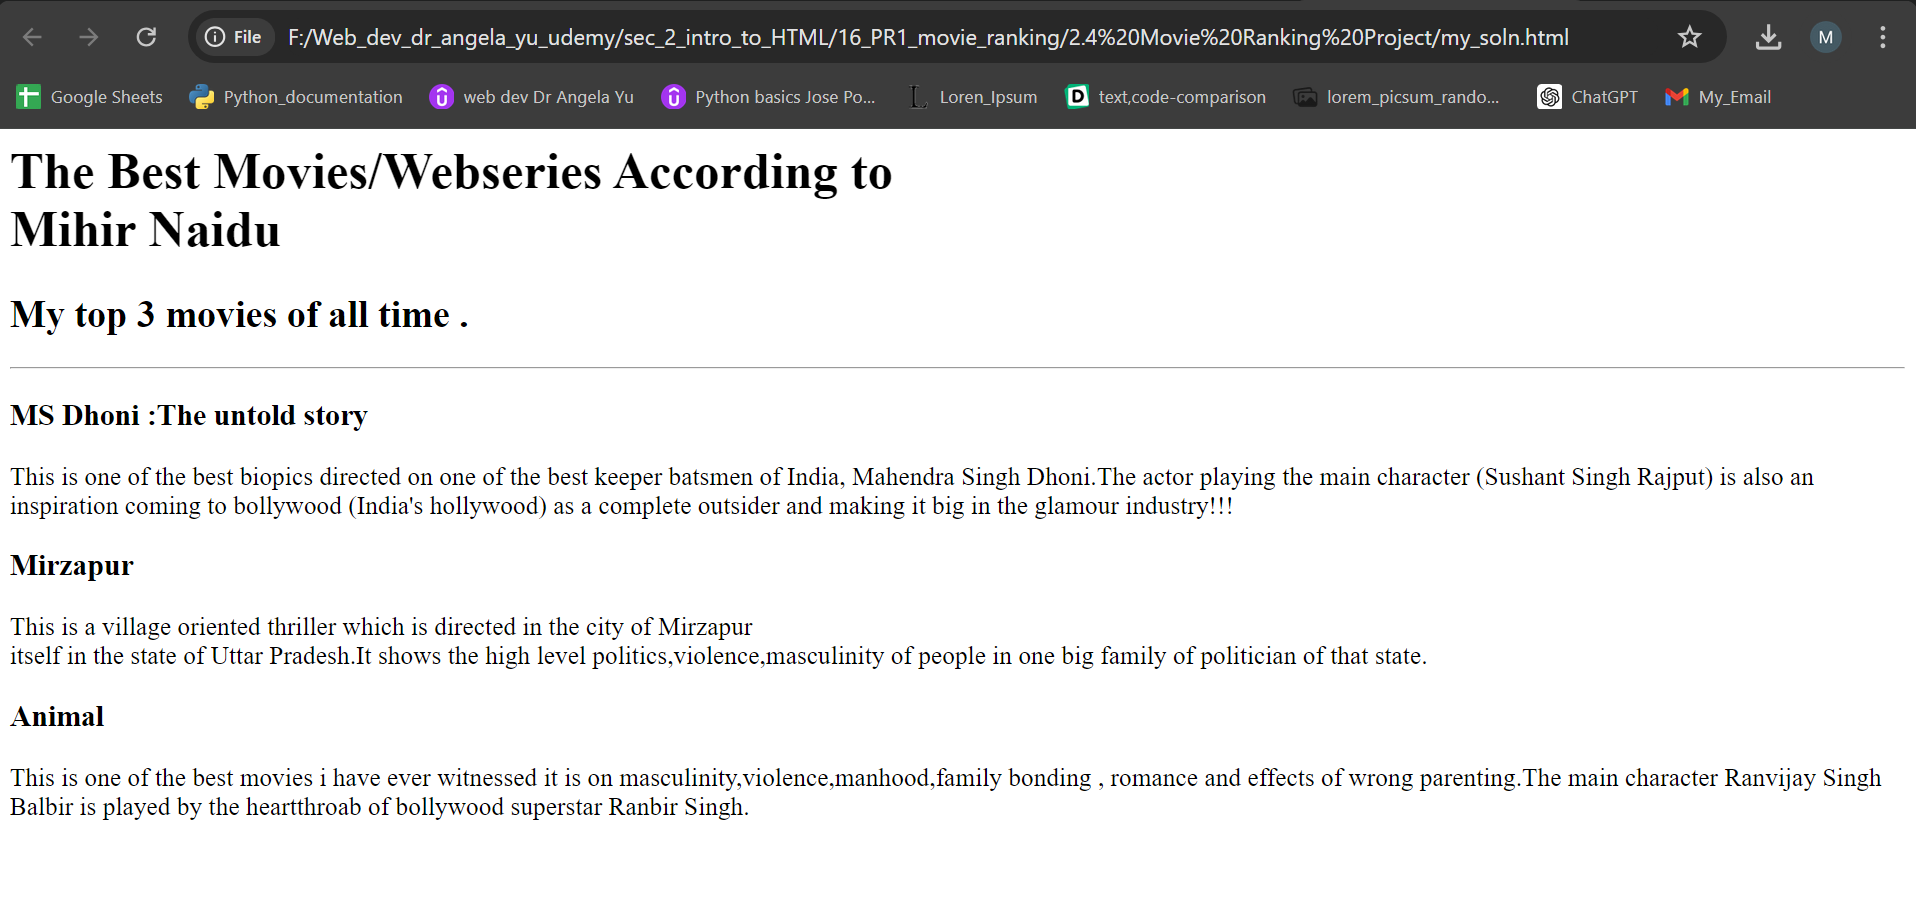 File F:/Web_dev_dr_angela_yu_udemy/sec_2_intro_to_HTML/16_PR1_movie_ranking/2.4%20Movie%20Ranking%20Project/my_soln.html M
Google Sheets Python_documentation web dev Dr Angela Yu Python basics Jose Po... L Loren_Ipsum D text,code-comparison lorem_picsum_rando... ChatGPT My_Email
The Best Movies/Webseries According to
Mihir Naidu
My top 3 movies of all time .
MS Dhoni :The untold story
This is one of the best biopics directed on one of the best keeper batsmen of India, Mahendra Singh Dhoni.The actor playing the main character (Sushant Singh Rajput) is also an
inspiration coming to bollywood (India's hollywood) as a complete outsider and making it big in the glamour industry!!!
Mirzapur
This is a village oriented thriller which is directed in the city of Mirzapur
itself in the state of Uttar Pradesh.It shows the high level politics,violence,masculinity of people in one big family of politician of that state.
Animal
This is one of the best movies i have ever witnessed it is on masculinity,violence,manhood,family bonding , romance and effects of wrong parenting.The main character Ranvijay Singh
Balbir is played by the heartthroab of bollywood superstar Ranbir Singh.